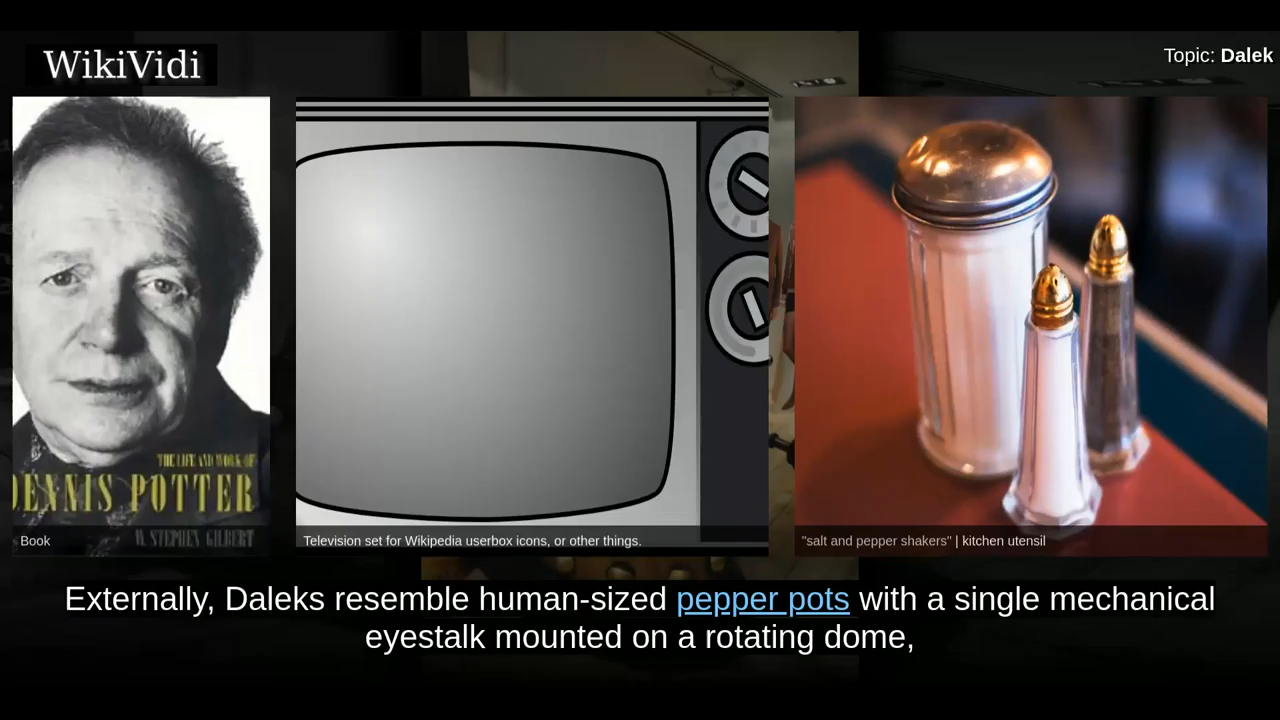 WikiVidi
Topic: Dalek
THE LIFE AND WORK OF
DENNIS POTTER
W. STEPHEN GILBERT
Book
Television set for Wikipedia userbox icons, or other things.
"salt and pepper shakers" | kitchen utensil
Externally, Daleks resemble human-sized pepper pots with a single mechanical
eyestalk mounted on a rotating dome,